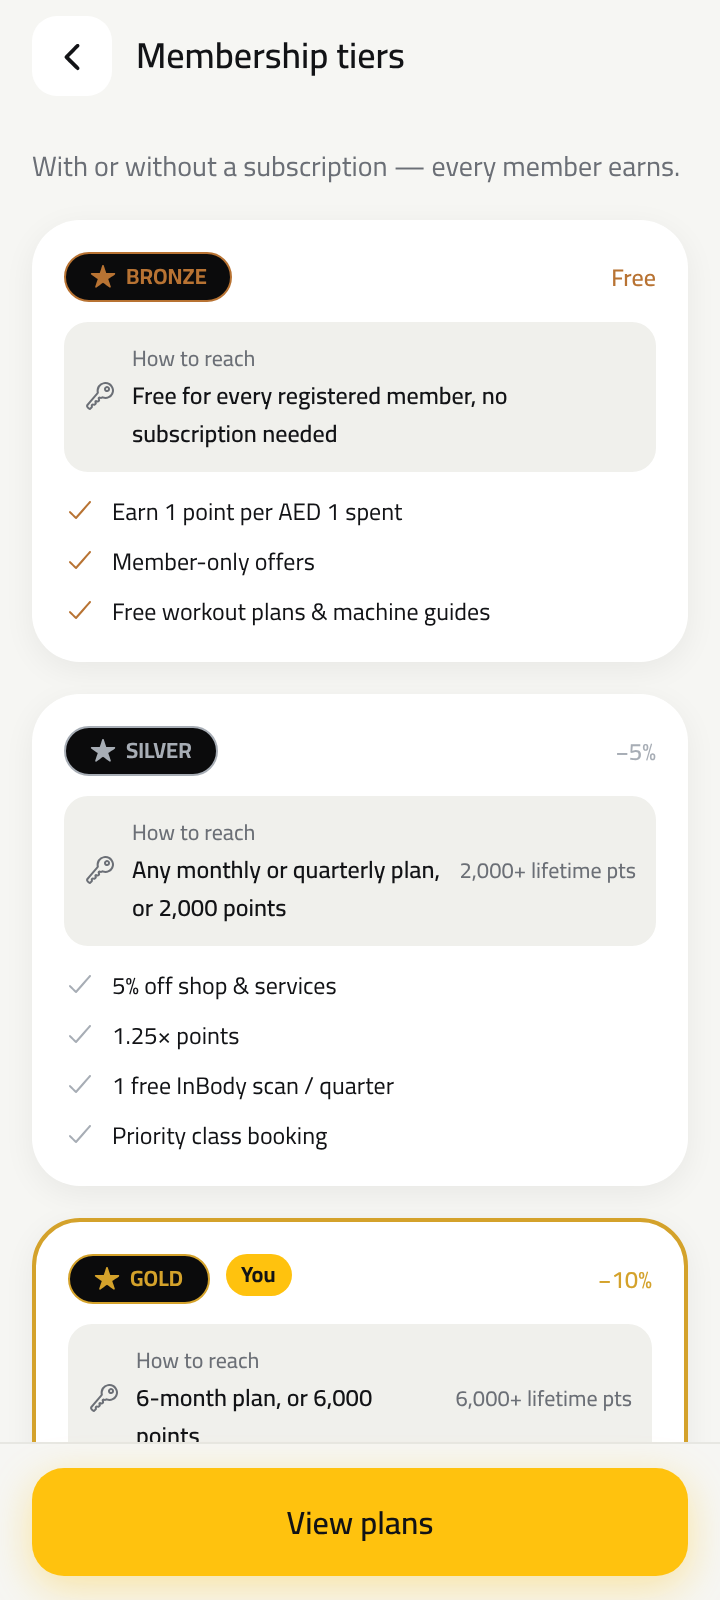 Membership tiers
With or without a subscription — every member earns.
BRONZE
Free
How to reach
Free for every registered member, no
subscription needed
Earn 1 point per AED 1 spent
Member-only offers
Free workout plans & machine guides
SILVER
−5%
How to reach
Any monthly or quarterly plan,
2,000+ lifetime pts
or 2,000 points
5% off shop & services
1.25× points
1 free InBody scan / quarter
Priority class booking
GOLD
You
−10%
How to reach
6-month plan, or 6,000
6,000+ lifetime pts
points
View plans